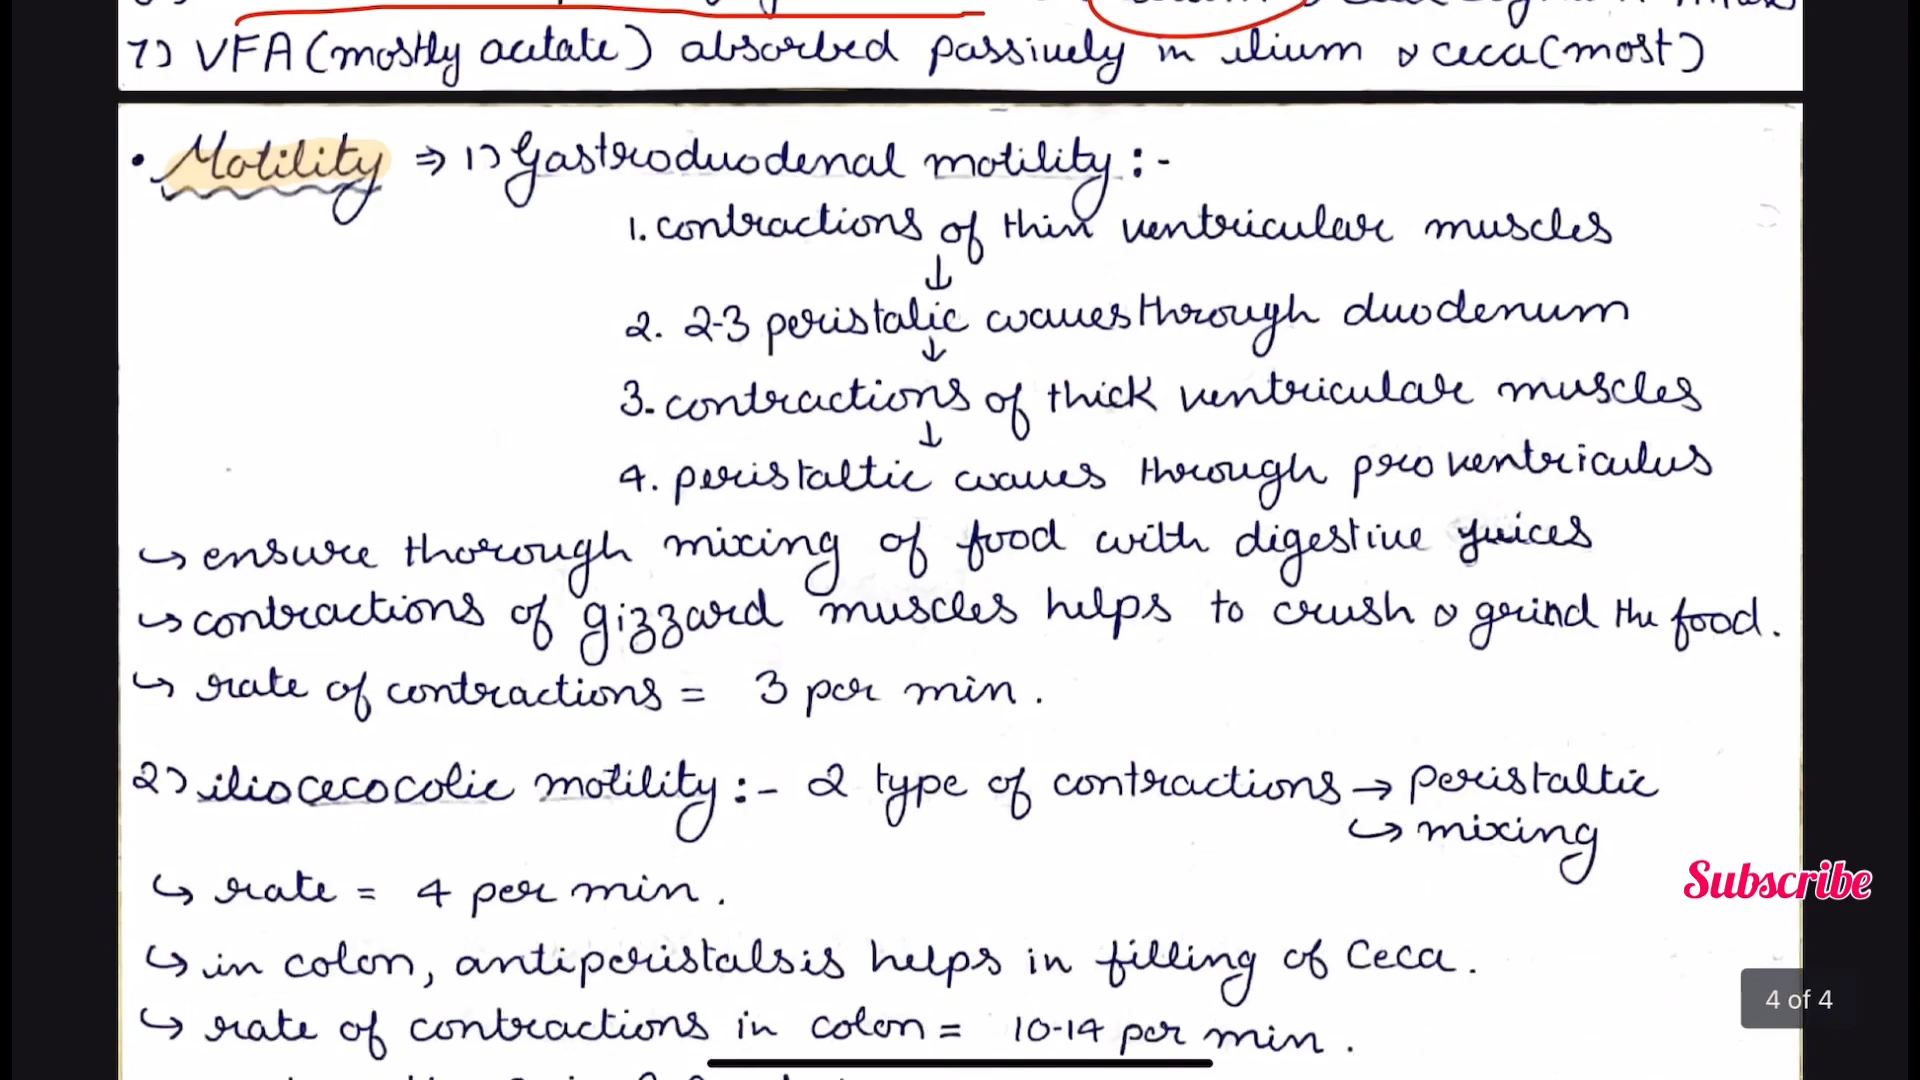 7) VFA (mostly acetate) absorbed passively in ilium & ceca (most)
• Motility ⇒ 1) Gastroduodenal motility :-
1. contractions of thin ventricular muscles
↓
2. 2-3 peristalic waves through duodenum
↓
3. contractions of thick ventricular muscles
↓
4. peristaltic waves through proventriculus
↳ ensure thorough mixing of food with digestive juices
↳ contractions of gizzard muscles helps to crush & grind the food.
↳ rate of contractions = 3 per min.
2) iliocecocolic motility :- 2 type of contractions → peristaltic
↳ mixing
↳ rate = 4 per min.
Subscribe
↳ in colon, antiperistalsis helps in filling of Ceca.
4 of 4
↳ rate of contractions in colon = 10-14 per min.